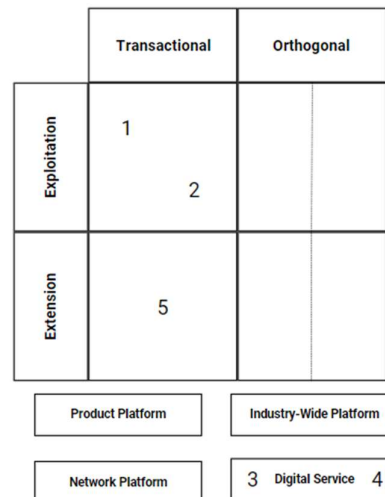 Transactional Orthogonal
Exploitation
1
2
Extension
5
Product Platform Industry-Wide Platform
Network Platform 3 Digital Service 4